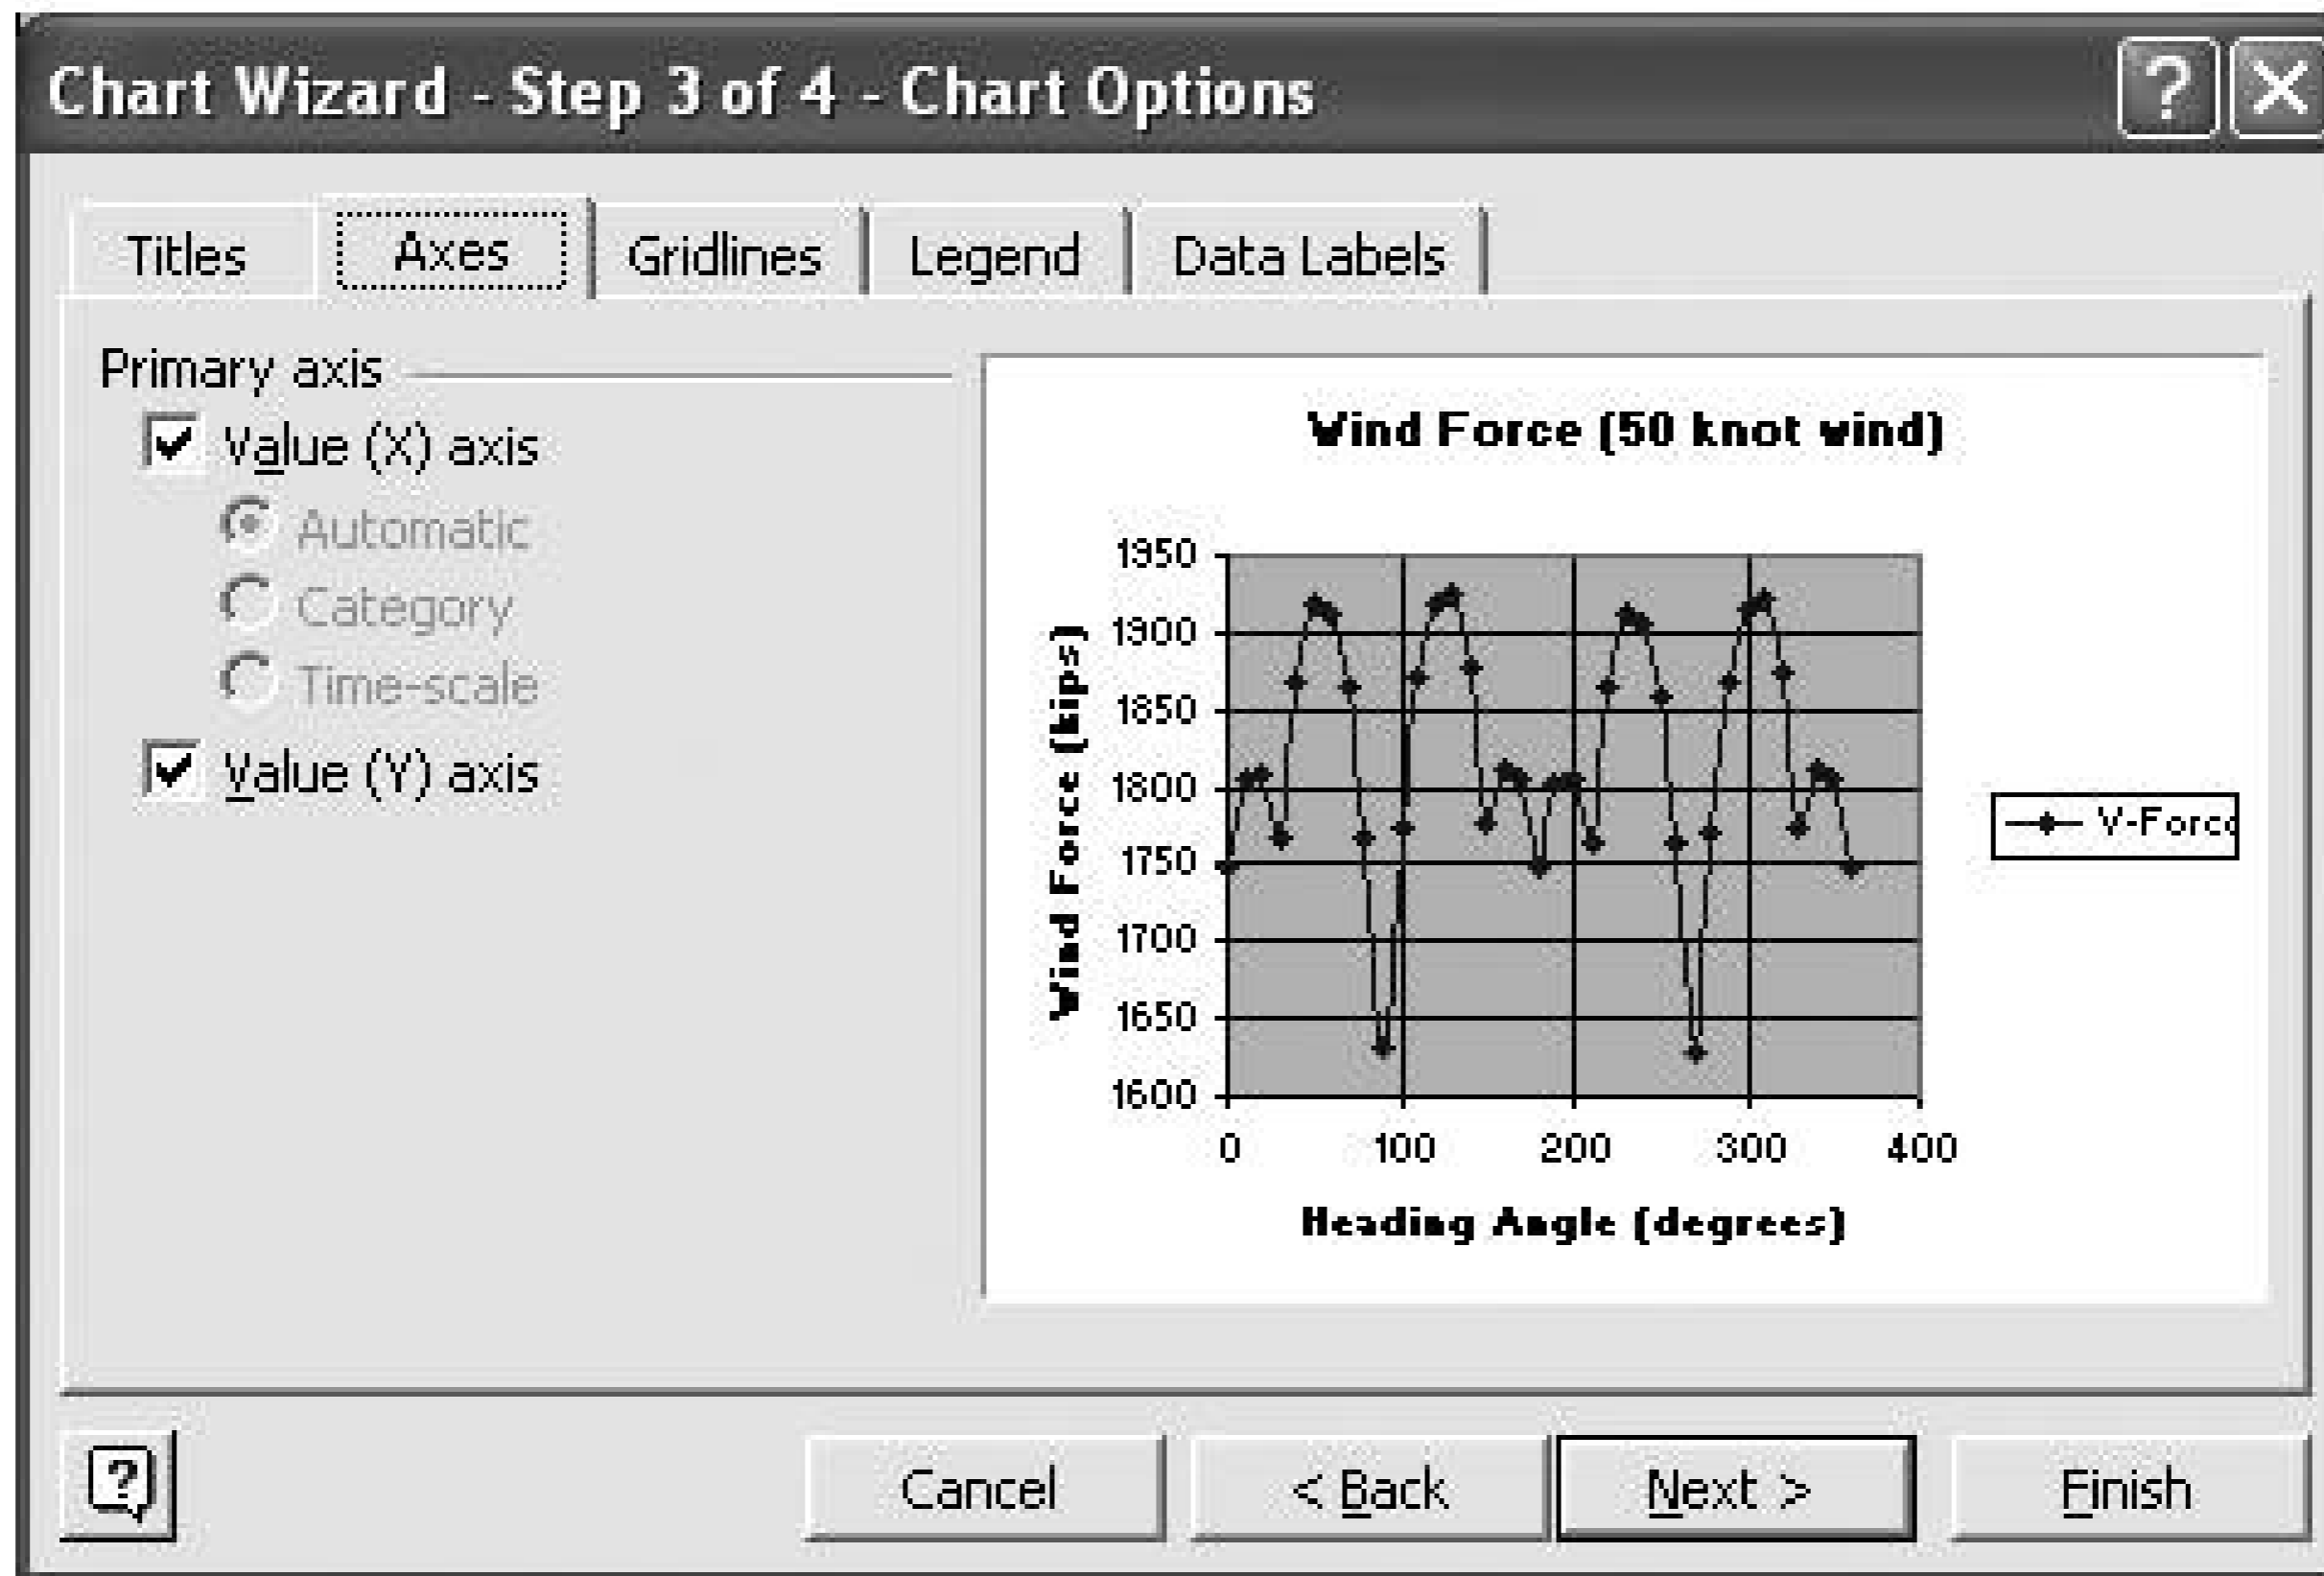 Chart Wizard - Step 3 of 4 - Chart Options
Titles Axes Gridlines Legend Data Labels
Primary axis
Value (X) axis
Automatic
Category
Time-scale
Value (Y) axis
Wind Force (50 knot wind)
Wind Force (kips)
1950
1900
1850
1800
1750
1700
1650
1600
0 100 200 300 400
Heading Angle (degrees)
V-Forc
Cancel < Back Next > Finish